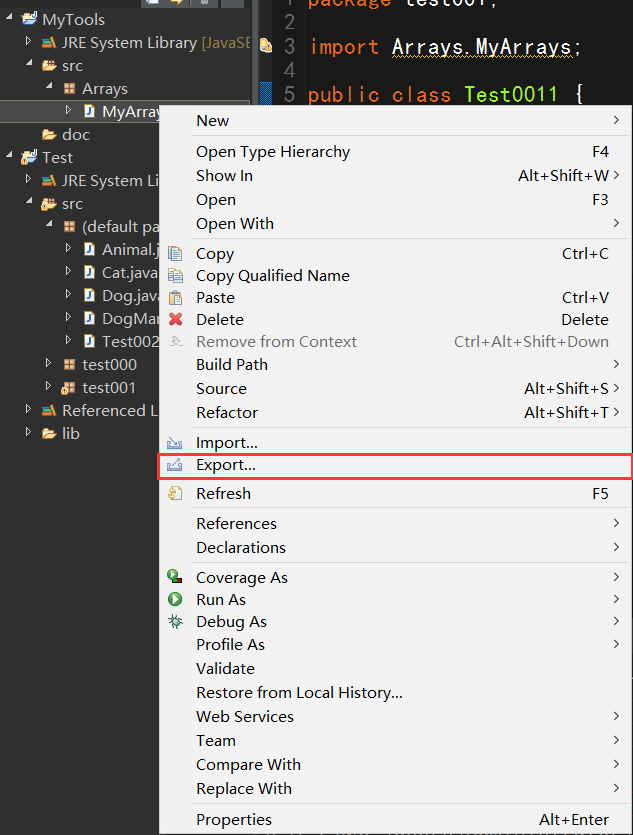 MyTools
JRE System Library [JavaSE
src
Arrays
MyArray
doc
Test
JRE System Li
src
(default pa
Animal.j
Cat.java
Dog.java
DogMar
Test002
test000
test001
Referenced L
lib
1 package test001;
2
3 import Arrays.MyArrays;
4
5 public class Test0011 {
New
Open Type Hierarchy F4
Show In Alt+Shift+W
Open F3
Open With
Copy Ctrl+C
Copy Qualified Name
Paste Ctrl+V
Delete Delete
Remove from Context Ctrl+Alt+Shift+Down
Build Path
Source Alt+Shift+S
Refactor Alt+Shift+T
Import...
Export...
Refresh F5
References
Declarations
Coverage As
Run As
Debug As
Profile As
Validate
Restore from Local History...
Web Services
Team
Compare With
Replace With
Properties Alt+Enter